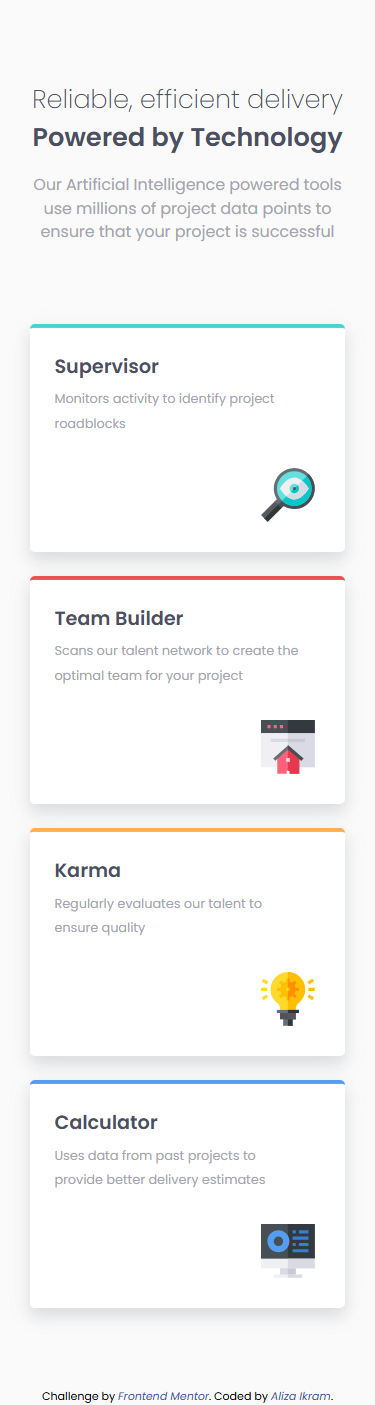 Reliable, efficient delivery
Powered by Technology
Our Artificial Intelligence powered tools
use millions of project data points to
ensure that your project is successful
Supervisor
Monitors activity to identify project
roadblocks
Team Builder
Scans our talent network to create the
optimal team for your project
Karma
Regularly evaluates our talent to
ensure quality
Calculator
Uses data from past projects to
provide better delivery estimates
Challenge by Frontend Mentor. Coded by Aliza Ikram.